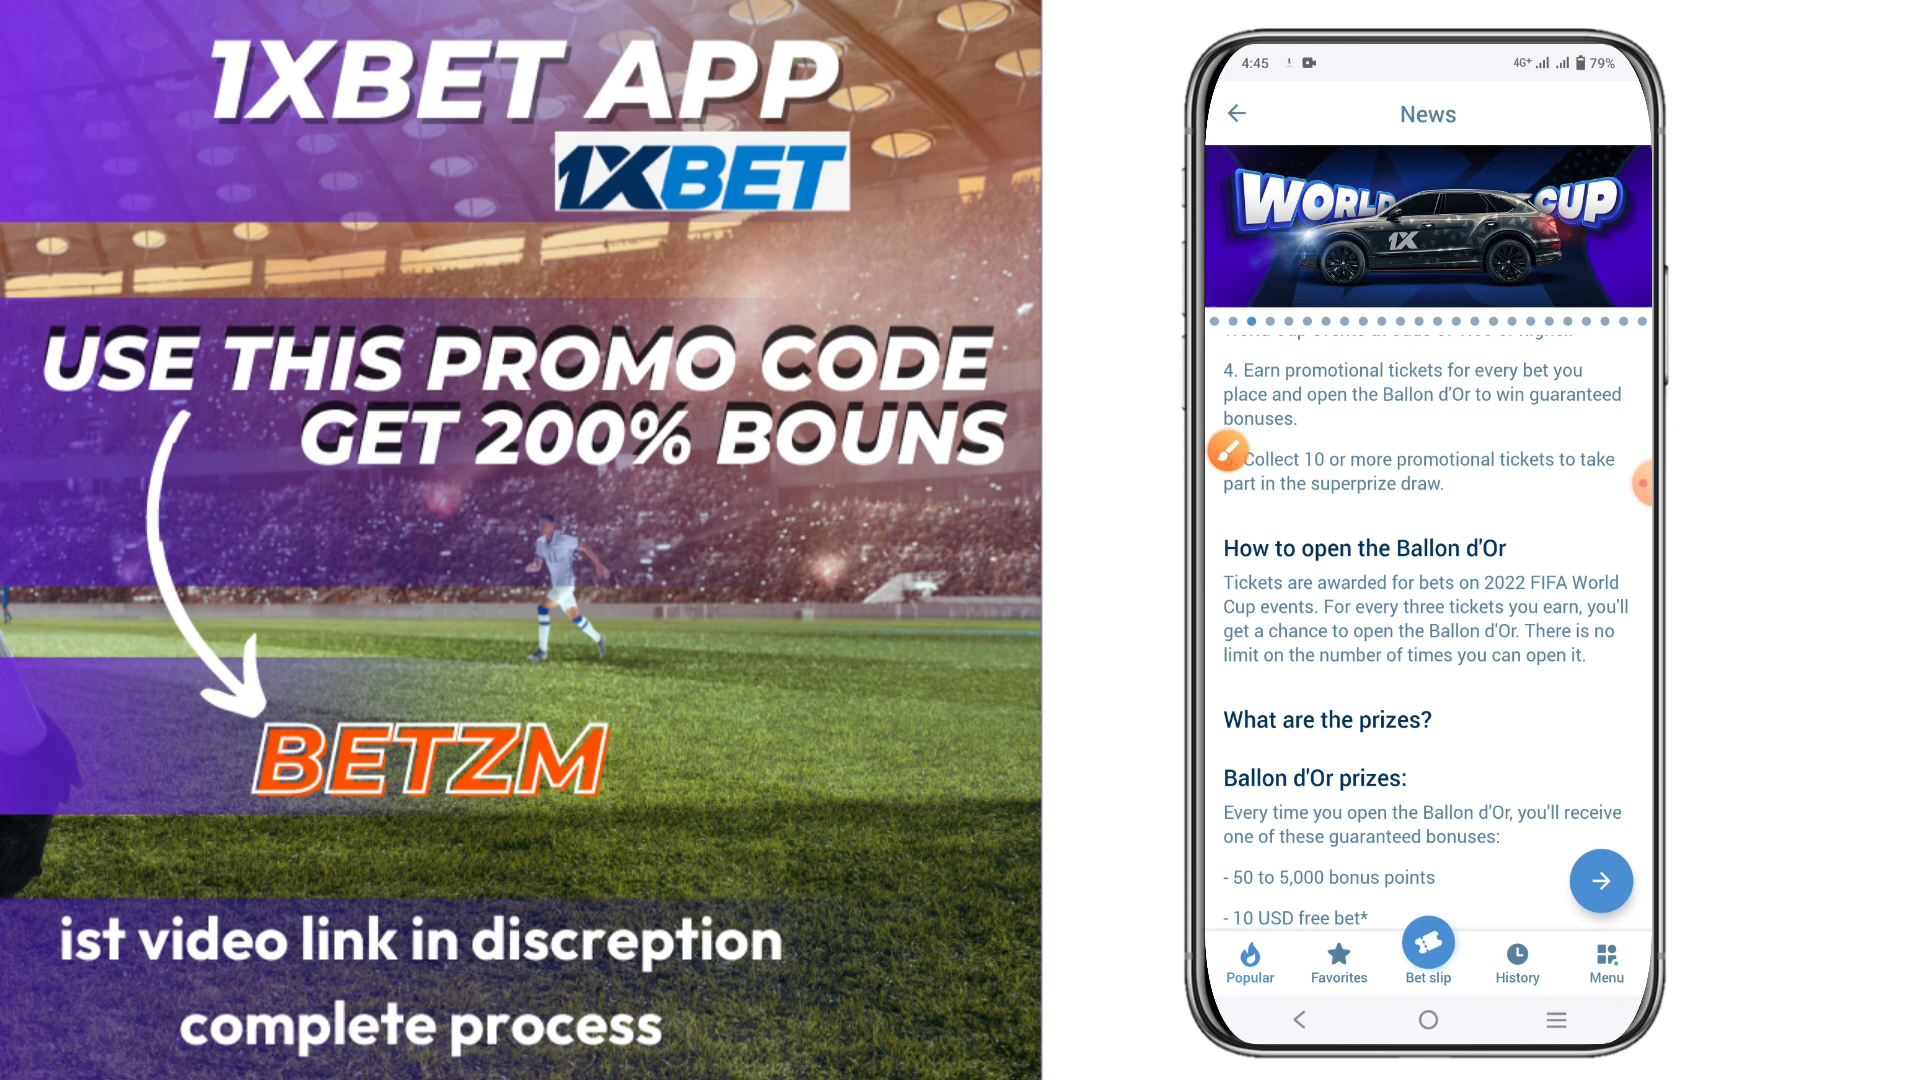 1XBET APP
1XBET
USE THIS PROMO CODE
GET 200% BOUNS
BETZM
ist video link in discreption
complete process
4:45
4G+
79%
News
WORLD CUP
1X
4. Earn promotional tickets for every bet you
place and open the Ballon d'Or to win guaranteed
bonuses.
Collect 10 or more promotional tickets to take
part in the superprize draw.
How to open the Ballon d'Or
Tickets are awarded for bets on 2022 FIFA World
Cup events. For every three tickets you earn, you'll
get a chance to open the Ballon d'Or. There is no
limit on the number of times you can open it.
What are the prizes?
Ballon d'Or prizes:
Every time you open the Ballon d'Or, you'll receive
one of these guaranteed bonuses:
- 50 to 5,000 bonus points
- 10 USD free bet*
Popular
Favorites
Bet slip
History
Menu